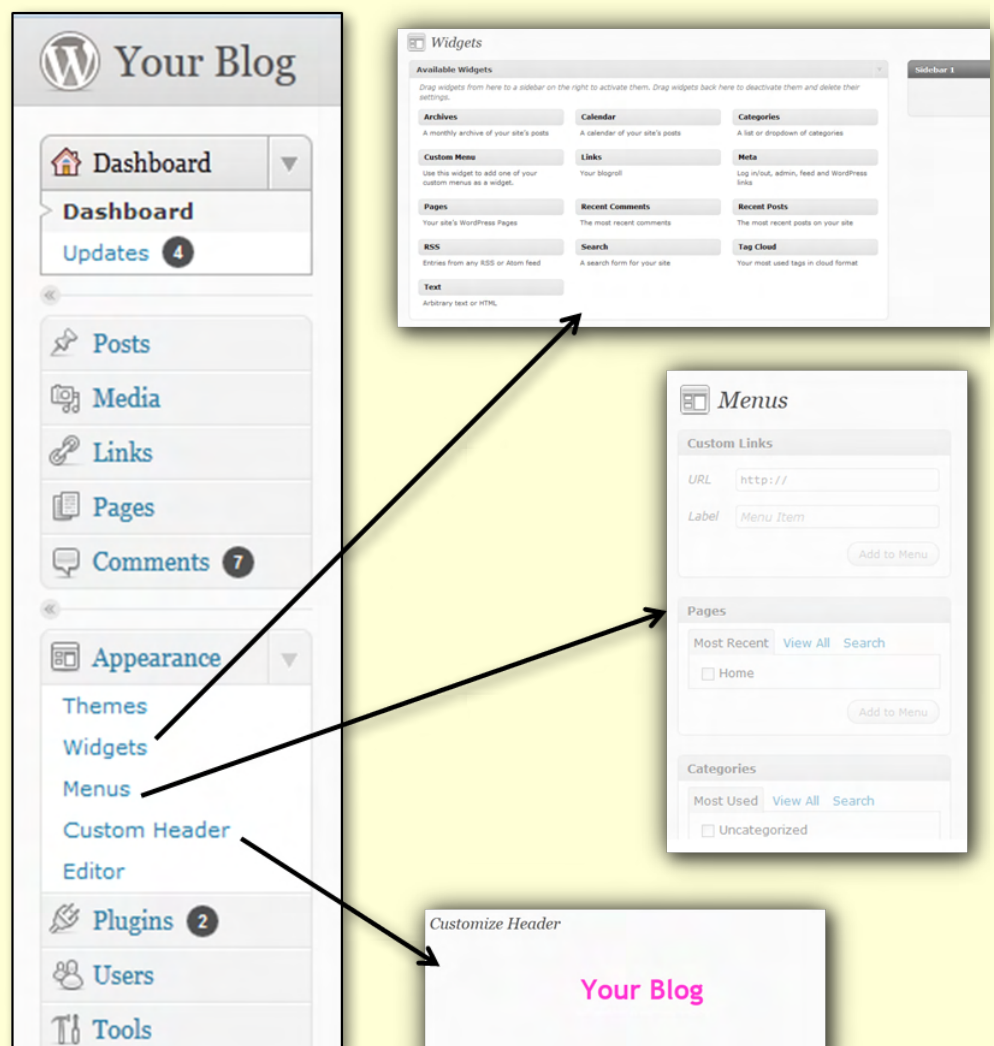 Your Blog
Dashboard
Dashboard
Updates 4
Posts
Media
Links
Pages
Comments 7
Appearance
Themes
Widgets
Menus
Custom Header
Editor
Plugins 2
Users
Tools
Widgets
Available Widgets
Drag widgets from here to a sidebar on the right to activate them. Drag widgets back here to deactivate them and delete their
settings.
Archives Calendar Categories
A monthly archive of your site's posts A calendar of your site's posts A list or dropdown of categories
Custom Menu Links Meta
Use this widget to add one of your Your blogroll Log in/out, admin, feed and WordPress
custom menus as a widget. links
Pages Recent Comments Recent Posts
Your site's WordPress Pages The most recent comments The most recent posts on your site
RSS Search Tag Cloud
Entries from any RSS or Atom feed A search form for your site Your most used tags in cloud format
Text
Arbitrary text or HTML
Sidebar 1
Menus
Custom Links
URL http://
Label Menu Item
Add to Menu
Pages
Most Recent View All Search
Home
Add to Menu
Categories
Most Used View All Search
Uncategorized
Customize Header
Your Blog